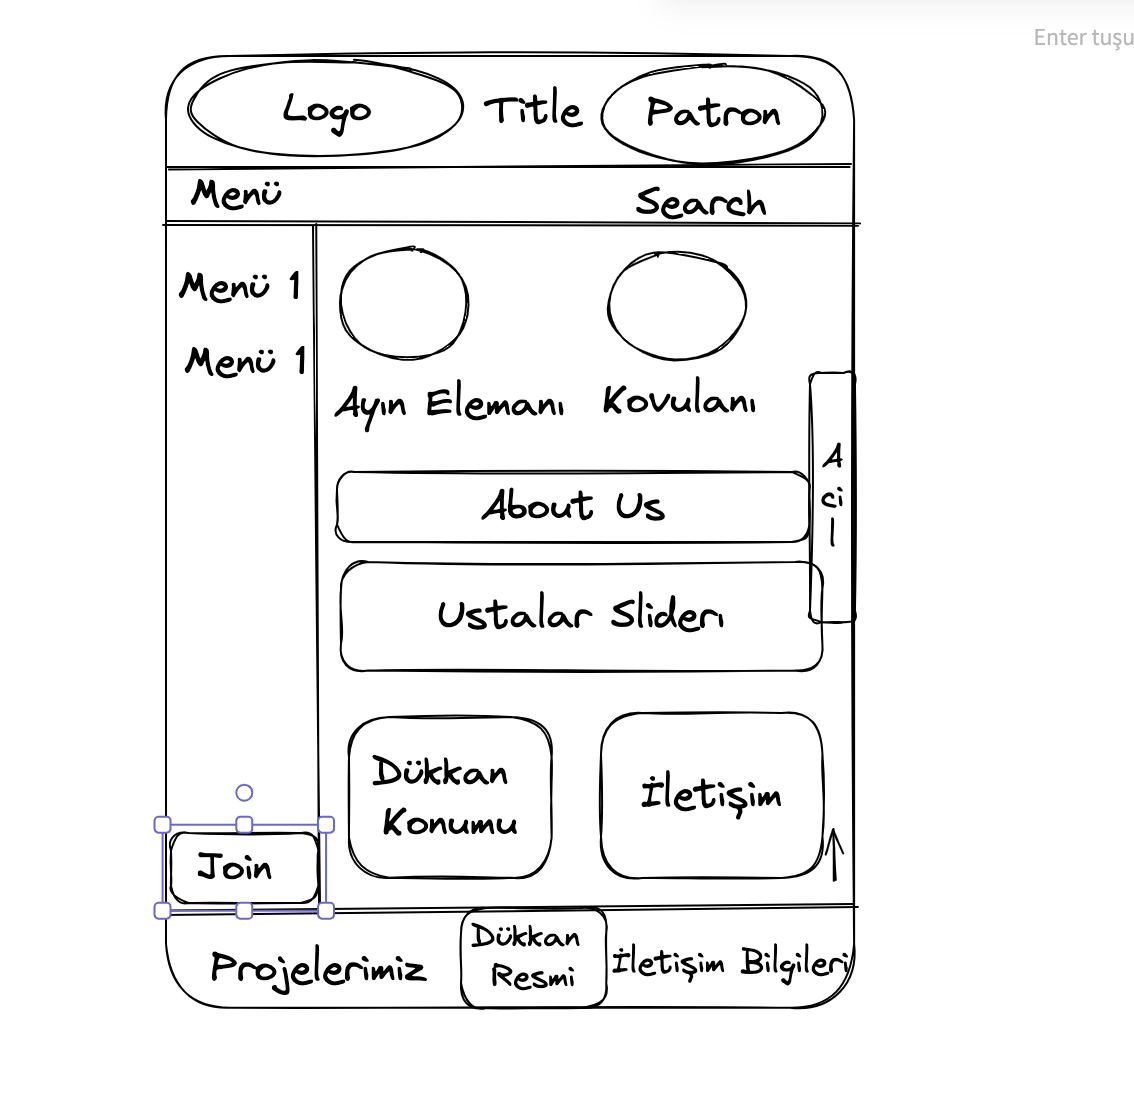 Enter tuşu
Logo
Title
Patron
Menü
Search
Menü 1
Menü 1
Ayın Elemanı
Kovulanı
A
ci
l
About Us
Ustalar Sliderı
Dükkan
Konumu
İletişim
Join
Projelerimiz
Dükkan
Resmi
İletişim Bilgileri